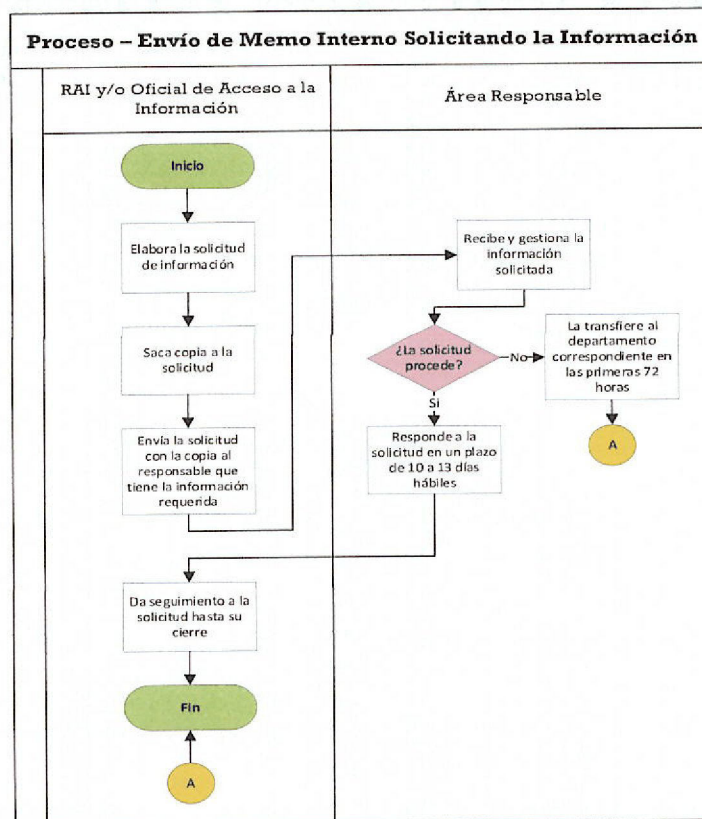 Proceso – Envío de Memo Interno Solicitando la Información
RAI y/o Oficial de Acceso a la
Información
Área Responsable
Inicio
Elabora la solicitud
de información
Saca copia a la
solicitud
Envía la solicitud
con la copia al
responsable que
tiene la información
requerida
Recibe y gestiona la
información
solicitada
¿La solicitud
procede?
No
La transfiere al
departamento
correspondiente en
las primeras 72
horas
A
Si
Responde a la
solicitud en un plazo
de 10 a 13 días
hábiles
Da seguimiento a la
solicitud hasta su
cierre
Fin
A